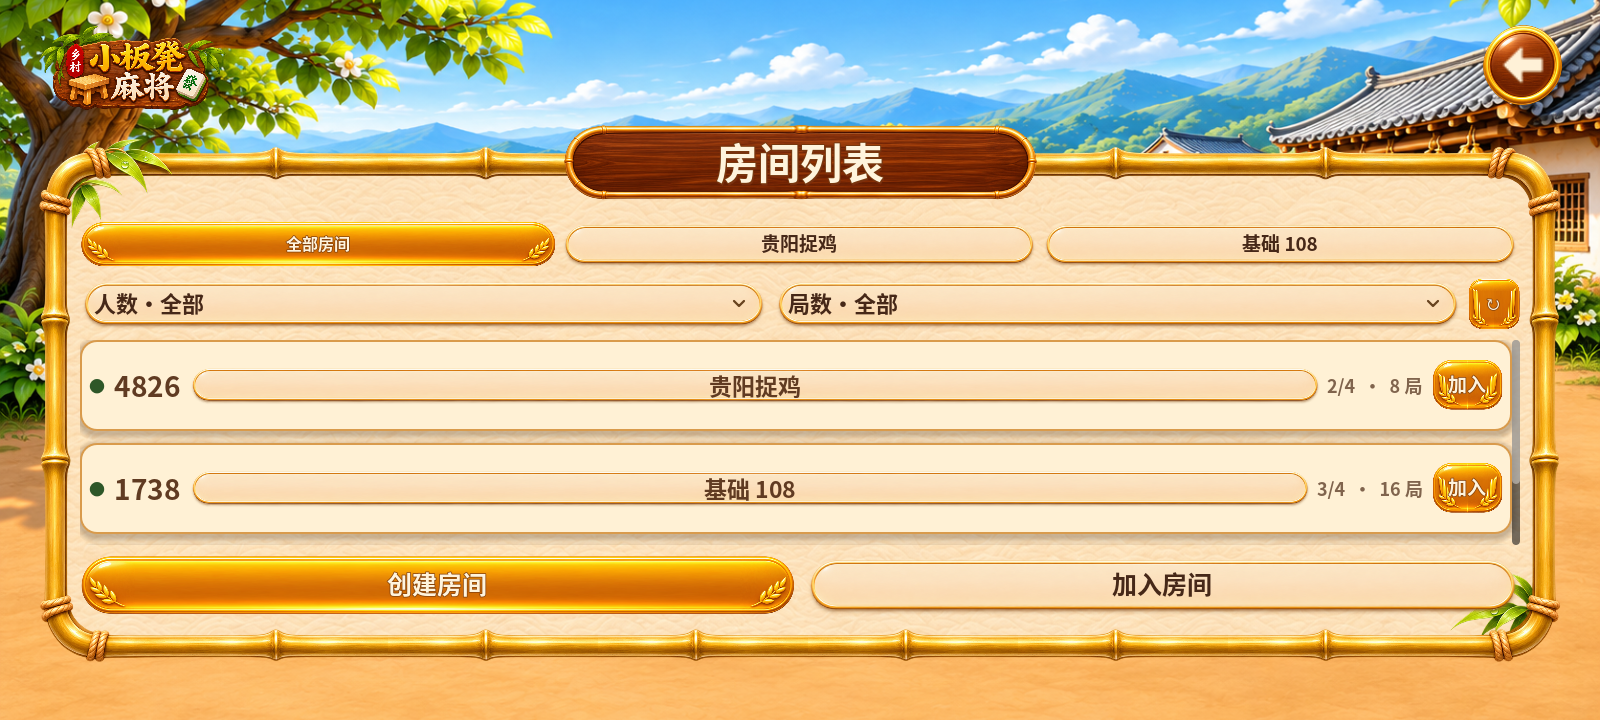 乡村
小板凳
麻将
發
房间列表
全部房间
贵阳捉鸡
基础 108
人数·全部
局数·全部
4826
贵阳捉鸡
2/4 · 8 局
加入
1738
基础 108
3/4 · 16 局
加入
创建房间
加入房间